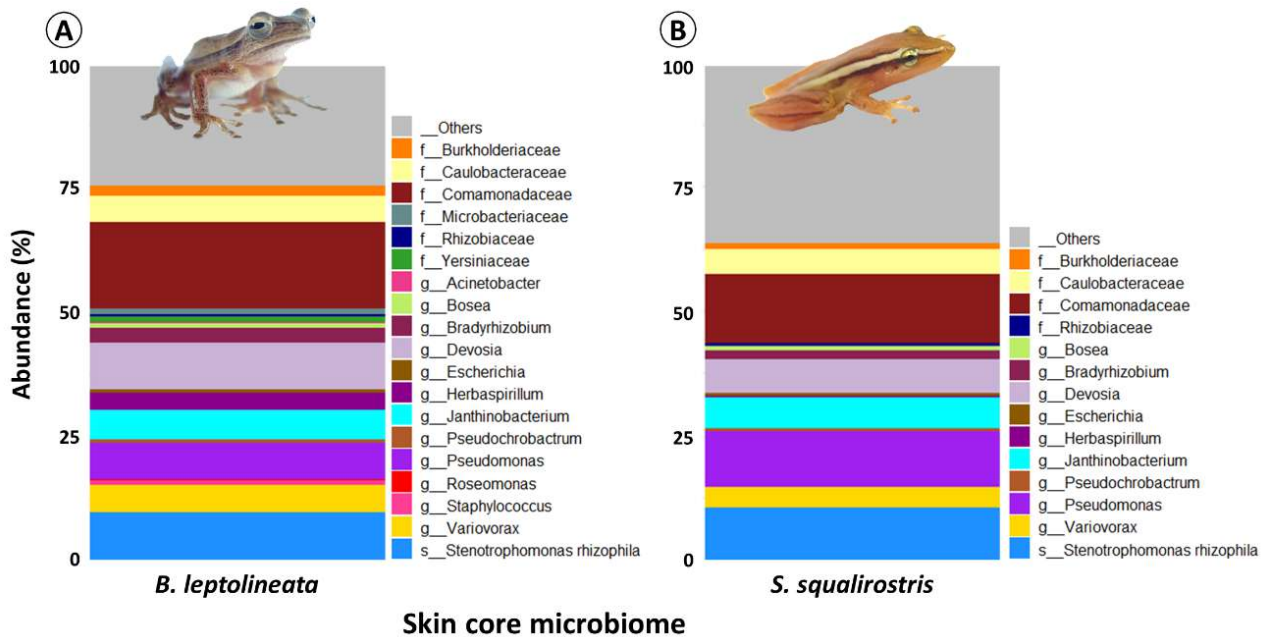 A
B
100
75
50
25
0
Abundance (%)
__Others
f__Burkholderiaceae
f__Caulobacteraceae
f__Comamonadaceae
f__Microbacteriaceae
f__Rhizobiaceae
f__Yersiniaceae
g__Acinetobacter
g__Bosea
g__Bradyrhizobium
g__Devosia
g__Escherichia
g__Herbaspirillum
g__Janthinobacterium
g__Pseudochrobactrum
g__Pseudomonas
g__Roseomonas
g__Staphylococcus
g__Variovorax
s__Stenotrophomonas rhizophila
B. leptolineata
100
75
50
25
0
__Others
f__Burkholderiaceae
f__Caulobacteraceae
f__Comamonadaceae
f__Rhizobiaceae
g__Bosea
g__Bradyrhizobium
g__Devosia
g__Escherichia
g__Herbaspirillum
g__Janthinobacterium
g__Pseudochrobactrum
g__Pseudomonas
g__Variovorax
s__Stenotrophomonas rhizophila
S. squalirostris
Skin core microbiome